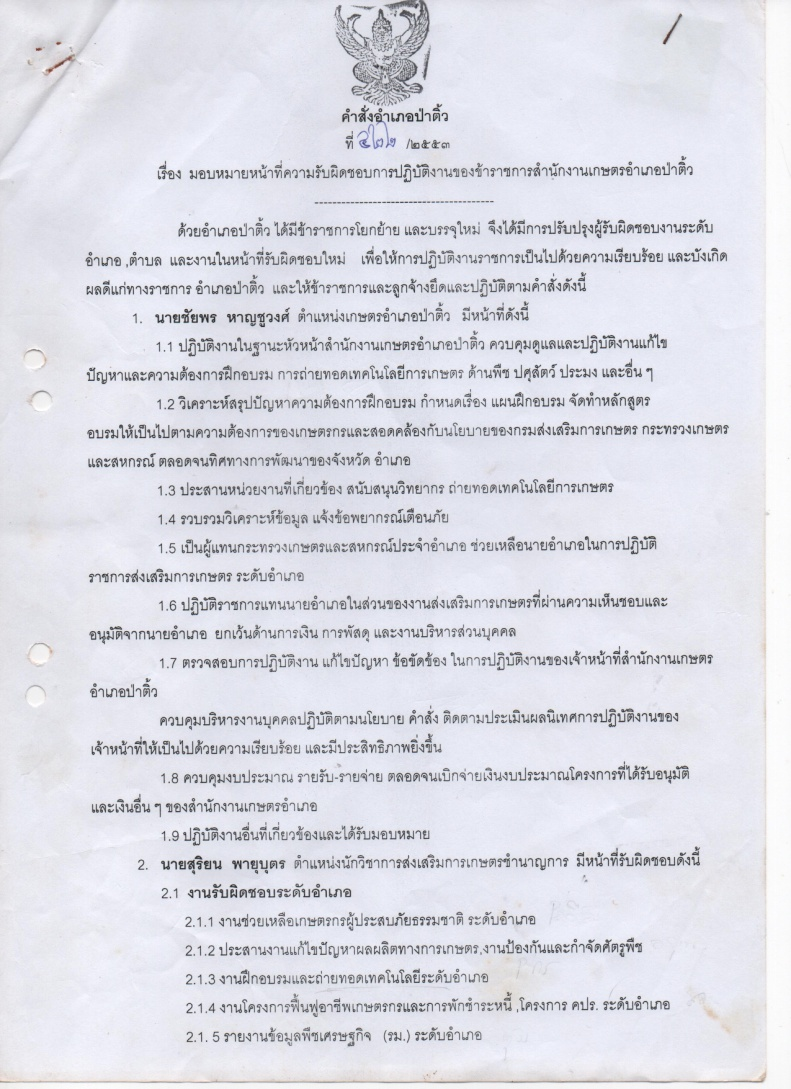 คำสั่งอำเภอป่าติ้ว
ที่ ๔๒๒ /๒๕๕๓
เรื่อง มอบหมายหน้าที่ความรับผิดชอบการปฏิบัติงานของข้าราชการสำนักงานเกษตรอำเภอป่าติ้ว
----------------------------------------
ด้วยอำเภอป่าติ้ว ได้มีข้าราชการโยกย้าย และบรรจุใหม่ จึงได้มีการปรับปรุงผู้รับผิดชอบงานระดับ
อำเภอ ,ตำบล และงานในหน้าที่รับผิดชอบใหม่ เพื่อให้การปฏิบัติงานราชการเป็นไปด้วยความเรียบร้อย และบังเกิด
ผลดีแก่ทางราชการ อำเภอป่าติ้ว และให้ข้าราชการและลูกจ้างยึดและปฏิบัติตามคำสั่งดังนี้
1. นายชัยพร หาญชูวงศ์ ตำแหน่งเกษตรอำเภอป่าติ้ว มีหน้าที่ดังนี้
1.1 ปฏิบัติงานในฐานะหัวหน้าสำนักงานเกษตรอำเภอป่าติ้ว ควบคุมดูแลและปฏิบัติงานแก้ไข
ปัญหาและความต้องการฝึกอบรม การถ่ายทอดเทคโนโลยีการเกษตร ด้านพืช ปศุสัตว์ ประมง และอื่น ๆ
1.2 วิเคราะห์สรุปปัญหาความต้องการฝึกอบรม กำหนดเรื่อง แผนฝึกอบรม จัดทำหลักสูตร
อบรมให้เป็นไปตามความต้องการของเกษตรกรและสอดคล้องกับนโยบายของกรมส่งเสริมการเกษตร กระทรวงเกษตร
และสหกรณ์ ตลอดจนทิศทางการพัฒนาของจังหวัด อำเภอ
1.3 ประสานหน่วยงานที่เกี่ยวข้อง สนับสนุนวิทยากร ถ่ายทอดเทคโนโลยีการเกษตร
1.4 รวบรวมวิเคราะห์ข้อมูล แจ้งข้อพยากรณ์เตือนภัย
1.5 เป็นผู้แทนกระทรวงเกษตรและสหกรณ์ประจำอำเภอ ช่วยเหลือนายอำเภอในการปฏิบัติ
ราชการส่งเสริมการเกษตร ระดับอำเภอ
1.6 ปฏิบัติราชการแทนนายอำเภอในส่วนของงานส่งเสริมการเกษตรที่ผ่านความเห็นชอบและ
อนุมัติจากนายอำเภอ ยกเว้นด้านการเงิน การพัสดุ และงานบริหารส่วนบุคคล
1.7 ตรวจสอบการปฏิบัติงาน แก้ไขปัญหา ข้อขัดข้อง ในการปฏิบัติงานของเจ้าหน้าที่สำนักงานเกษตร
อำเภอป่าติ้ว
ควบคุมบริหารงานบุคคลปฏิบัติตามนโยบาย คำสั่ง ติดตามประเมินผลนิเทศการปฏิบัติงานของ
เจ้าหน้าที่ให้เป็นไปด้วยความเรียบร้อย และมีประสิทธิภาพยิ่งขึ้น
1.8 ควบคุมงบประมาณ รายรับ-รายจ่าย ตลอดจนเบิกจ่ายเงินงบประมาณโครงการที่ได้รับอนุมัติ
และเงินอื่น ๆ ของสำนักงานเกษตรอำเภอ
1.9 ปฏิบัติงานอื่นที่เกี่ยวข้องและได้รับมอบหมาย
2. นายสุริยน พายุบุตร ตำแหน่งนักวิชาการส่งเสริมการเกษตรชำนาญการ มีหน้าที่รับผิดชอบดังนี้
2.1 งานรับผิดชอบระดับอำเภอ
2.1.1 งานช่วยเหลือเกษตรกรผู้ประสบภัยธรรมชาติ ระดับอำเภอ
2.1.2 ประสานงานแก้ไขปัญหาผลผลิตทางการเกษตร,งานป้องกันและกำจัดศัตรูพืช
2.1.3 งานฝึกอบรมและถ่ายทอดเทคโนโลยีระดับอำเภอ
2.1.4 งานโครงการฟื้นฟูอาชีพเกษตรกรและการพักชำระหนี้ ,โครงการ คปร. ระดับอำเภอ
2.1. 5 รายงานข้อมูลพืชเศรษฐกิจ (รม.) ระดับอำเภอ